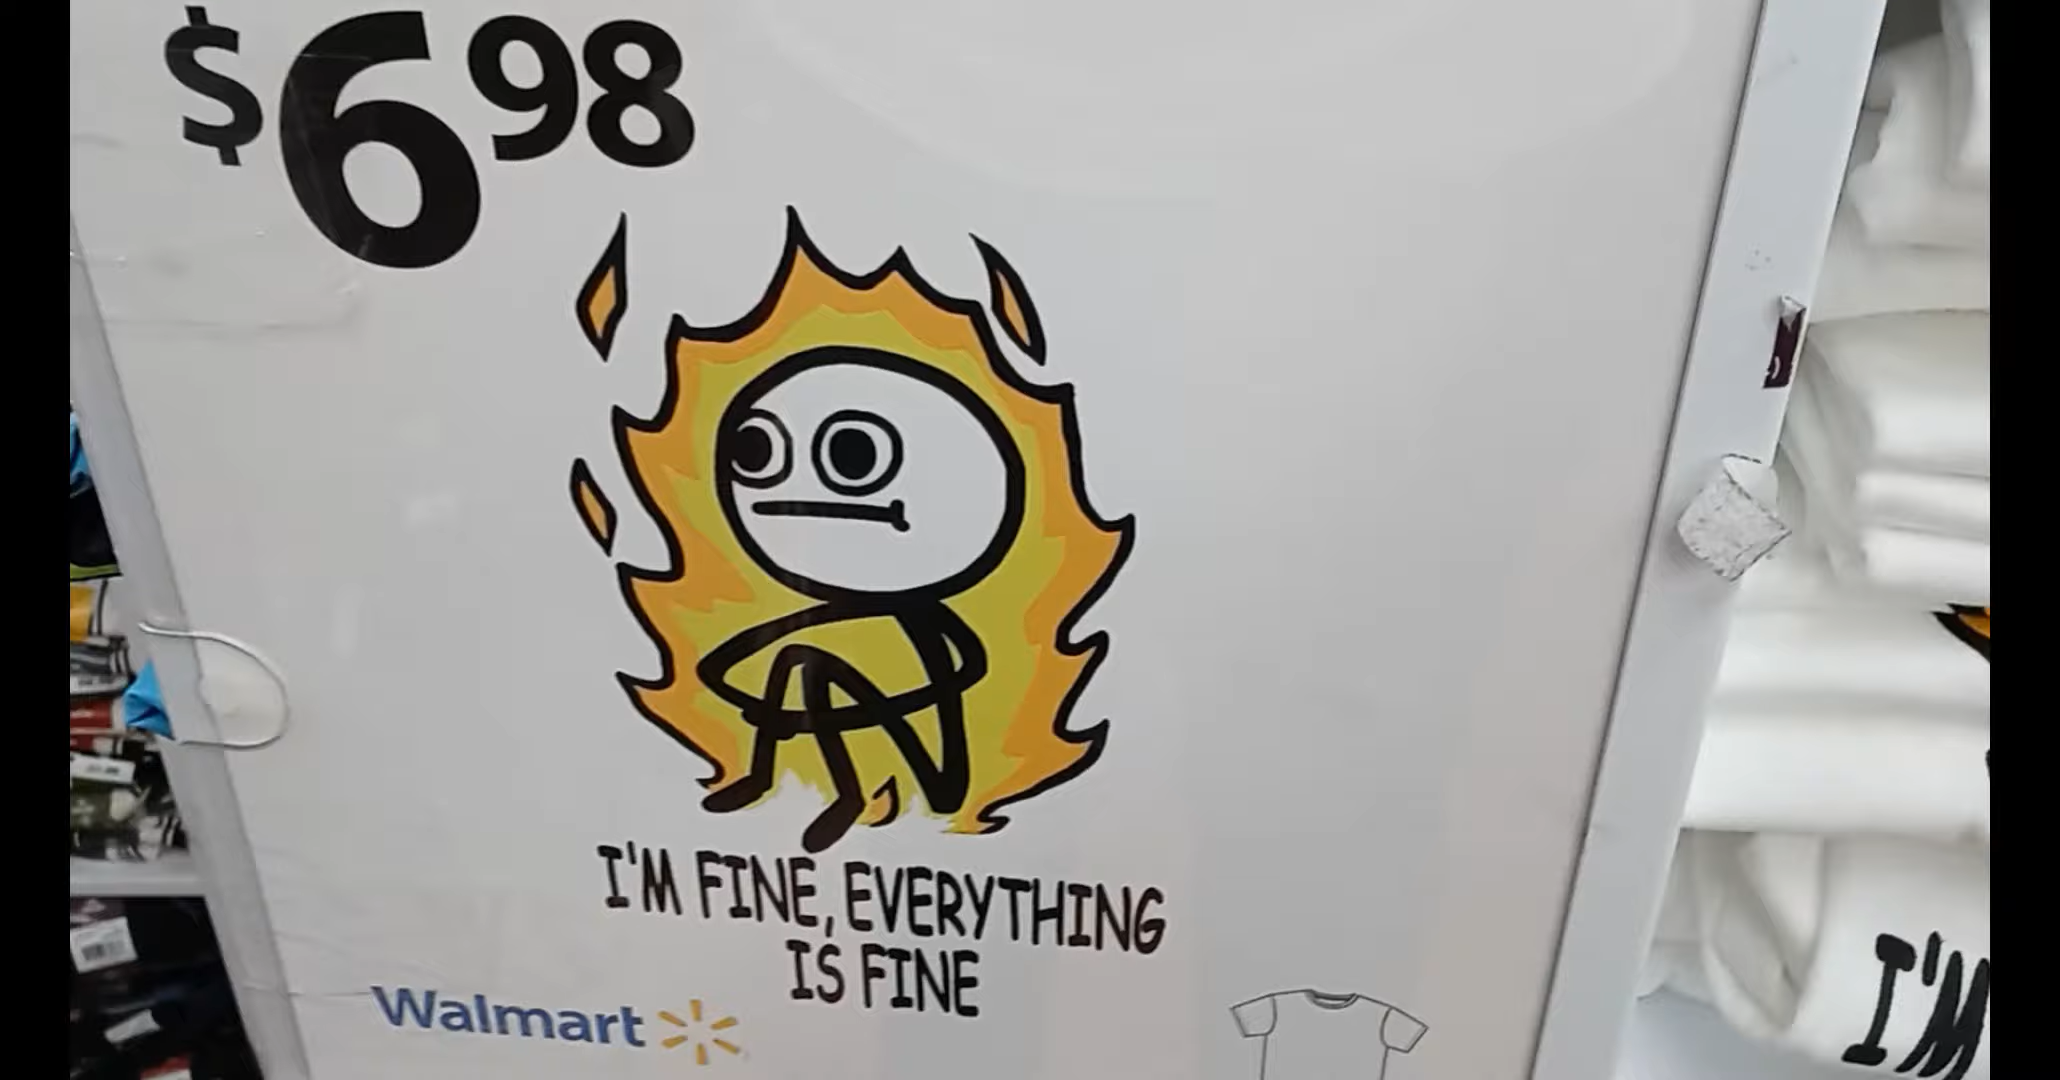 $698
I'M FINE, EVERYTHING
IS FINE
Walmart
I'M